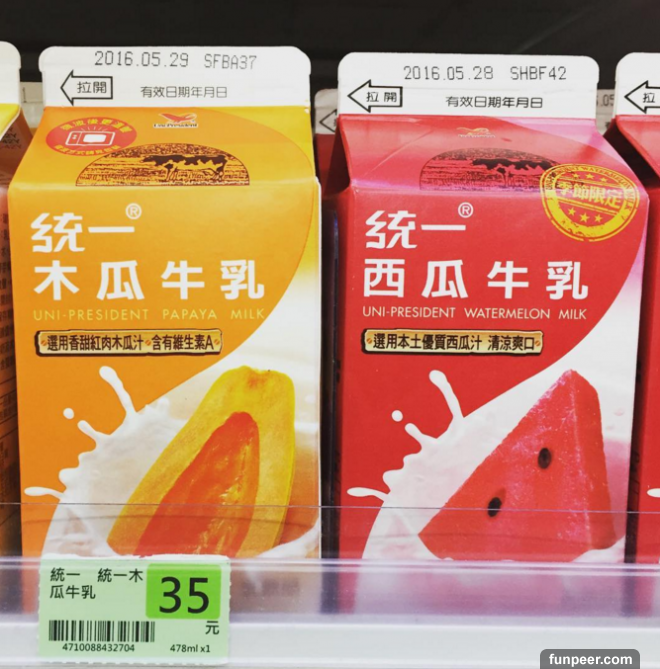 2016.05.29 SFBA37
拉開
有效日期年月日
統一®
木瓜牛乳
UNI-PRESIDENT PAPAYA MILK
選用香甜紅肉木瓜汁 含有維生素A
2016.05.28 SHBF42
拉開
有效日期年月日
季節限定
統一®
西瓜牛乳
UNI-PRESIDENT WATERMELON MILK
選用本土優質西瓜汁 清涼爽口
拉
統一 統一木
瓜牛乳
35
元
4710088432704
478ml x1
funpeer.com